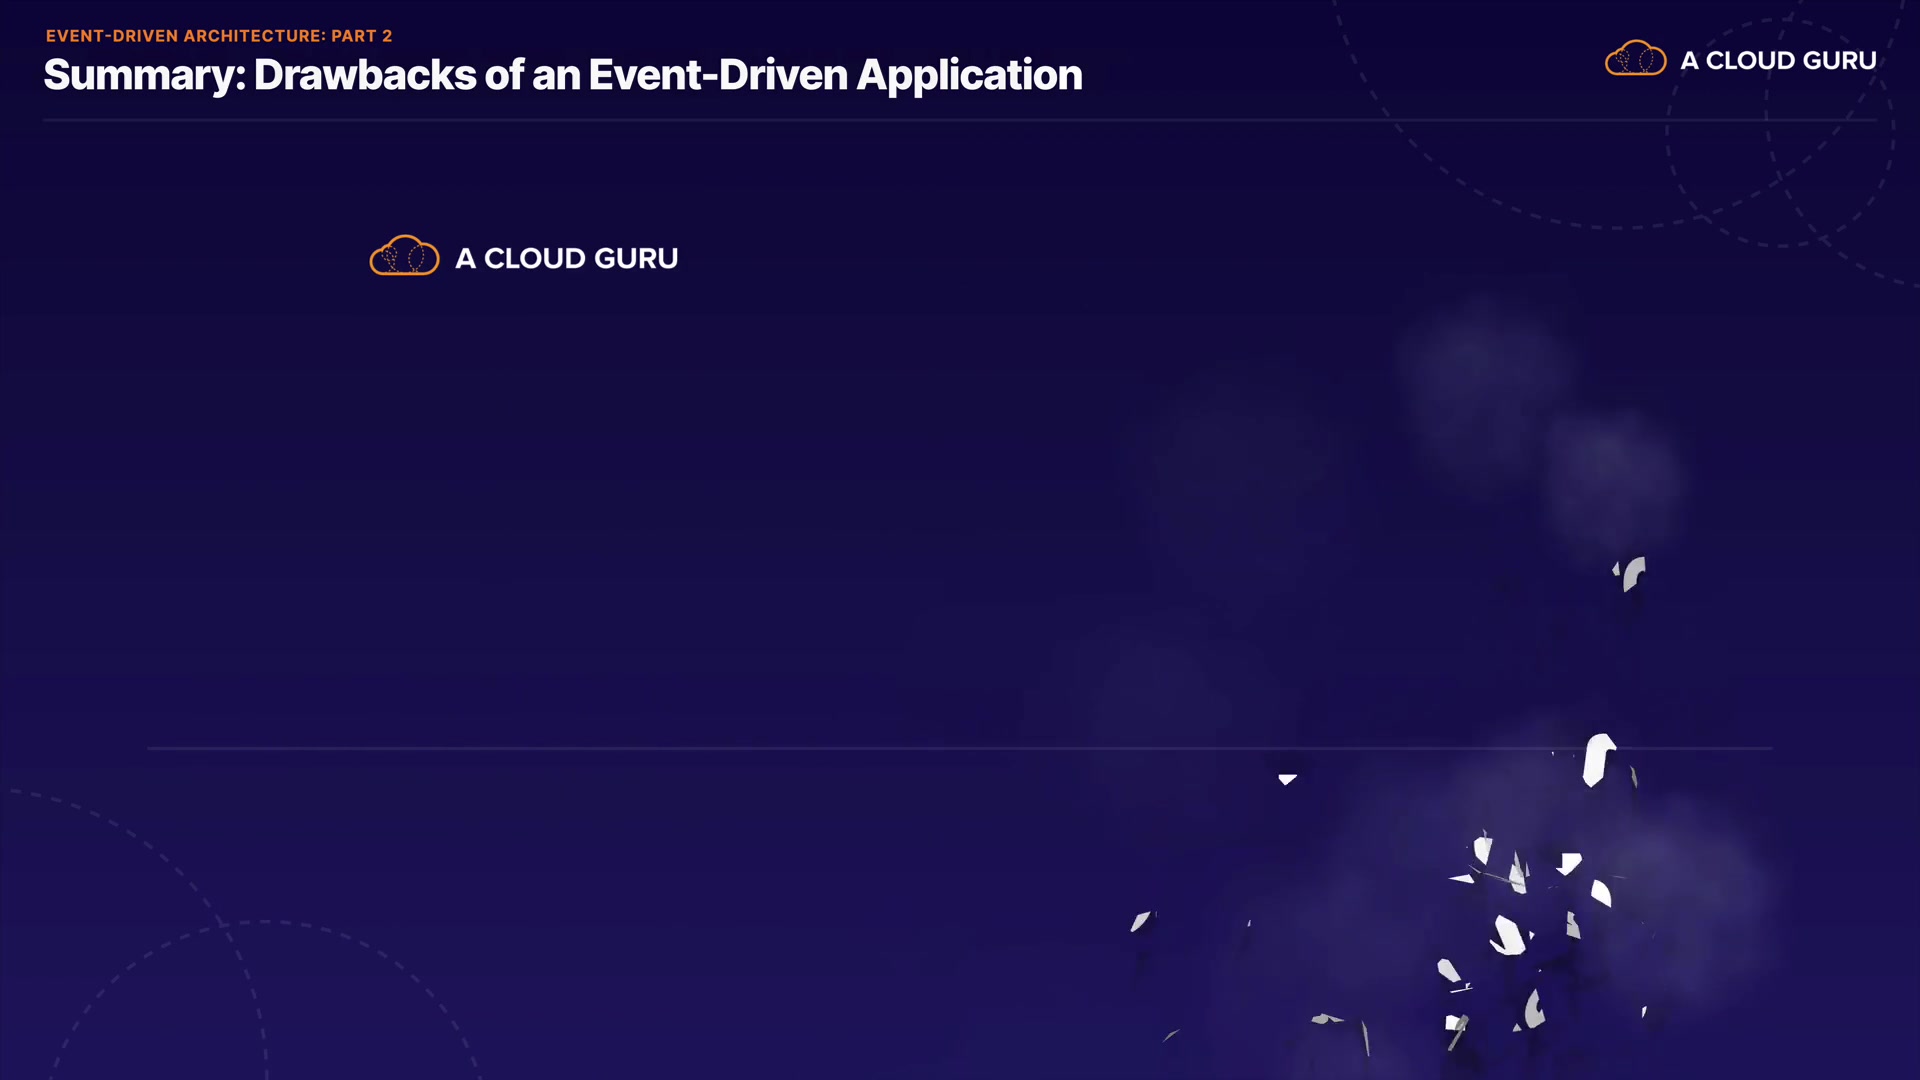 EVENT-DRIVEN ARCHITECTURE: PART 2
Summary: Drawbacks of an Event-Driven Application
A CLOUD GURU
A CLOUD GURU